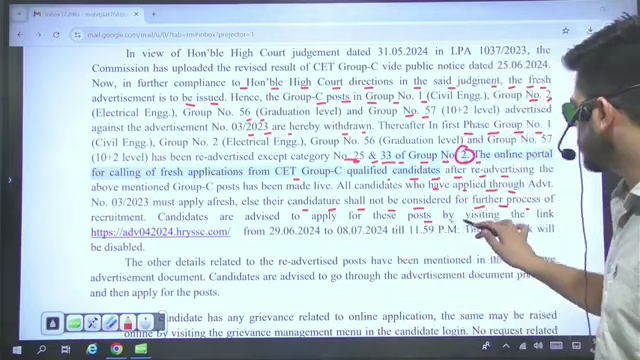 mail.google.com/mail/u/0/?tab=rm#inbox?projector=1
In view of Hon'ble High Court judgement dated 31.05.2024 in LPA 1037/2023, the
Commission has uploaded the revised result of CET Group-C vide public notice dated 25.06.2024.
Now, in further compliance to Hon'ble High Court directions in the said judgment, the fresh
advertisement is to be issued. Hence, the Group-C posts in Group No. 1 (Civil Engg.), Group No. 2
(Electrical Engg.), Group No. 56 (Graduation level) and Group No. 57 (10+2 level) advertised
against the advertisement No. 03/2023 are hereby withdrawn. Thereafter In first Phase Group No. 1
(Civil Engg.), Group No. 2 (Electrical Engg.), Group No. 56 (Graduation level) and Group No. 57
(10+2 level) has been re-advertised except category No. 25 & 33 of Group No 2. The online portal
for calling of fresh applications from CET Group-C qualified candidates after re-advertising the
above mentioned Group-C posts has been made live. All candidates who have applied through Advt.
No. 03/2023 must apply afresh, else their candidature shall not be considered for further process of
recruitment. Candidates are advised to apply for these posts by visiting the link
https://adv042024.hryssc.com/ from 29.06.2024 to 08.07.2024 till 11.59 P.M. will
be disabled.
The other details related to the re-advertised posts have been mentioned in the
advertisement document. Candidates are advised to go through the advertisement document
and then apply for the posts.
candidate has any grievance related to online application, the same may be raised
online by visiting the grievance management menu in the candidate login. No request related